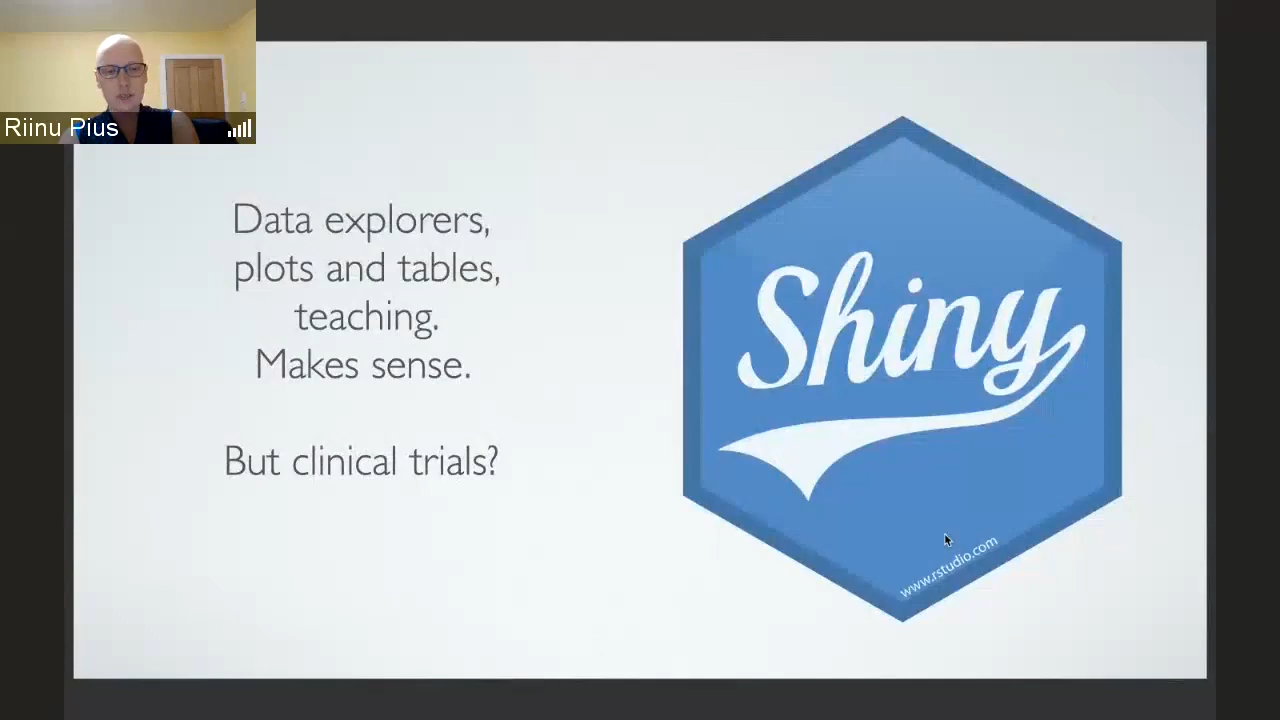 Riinu Pius
Data explorers,
plots and tables,
teaching.
Makes sense.
But clinical trials?
Shiny
www.rstudio.com